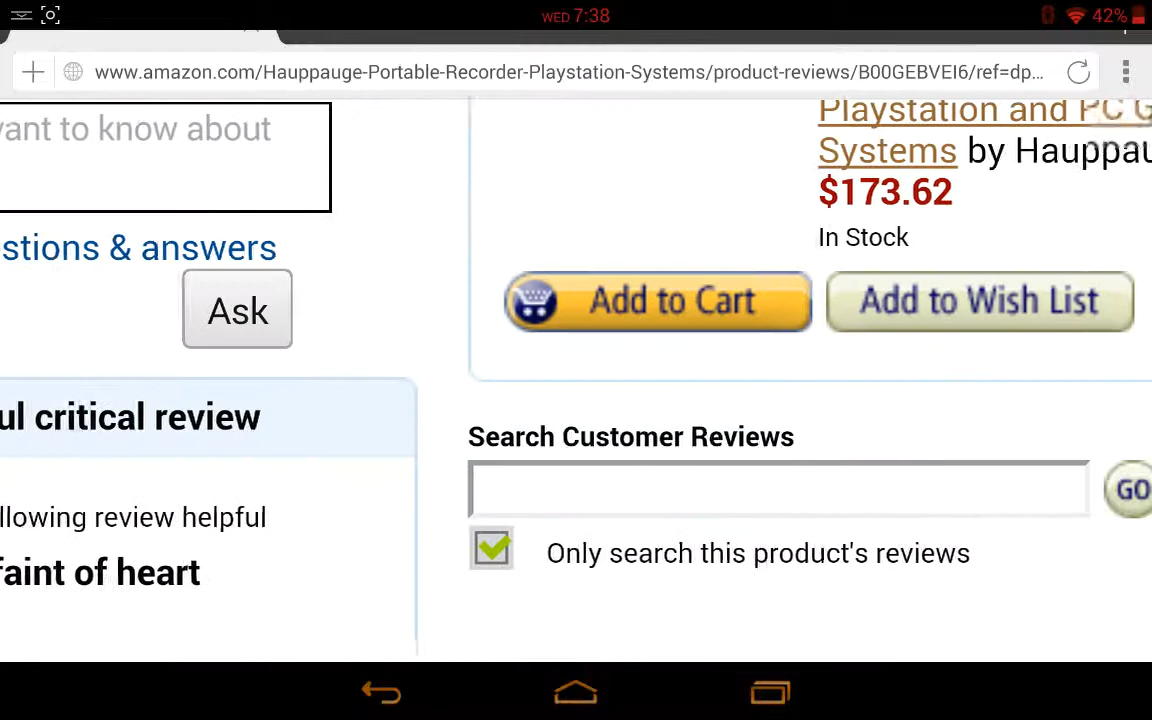 WED 7:38
42%
www.amazon.com/Hauppauge-Portable-Recorder-Playstation-Systems/product-reviews/B00GEBVEI6/ref=dp...
want to know about
Playstation and PC G
Systems by Hauppau
$173.62
In Stock
estions & answers
Ask
Add to Cart
Add to Wish List
ul critical review
Search Customer Reviews
GO
llowing review helpful
Only search this product's reviews
faint of heart